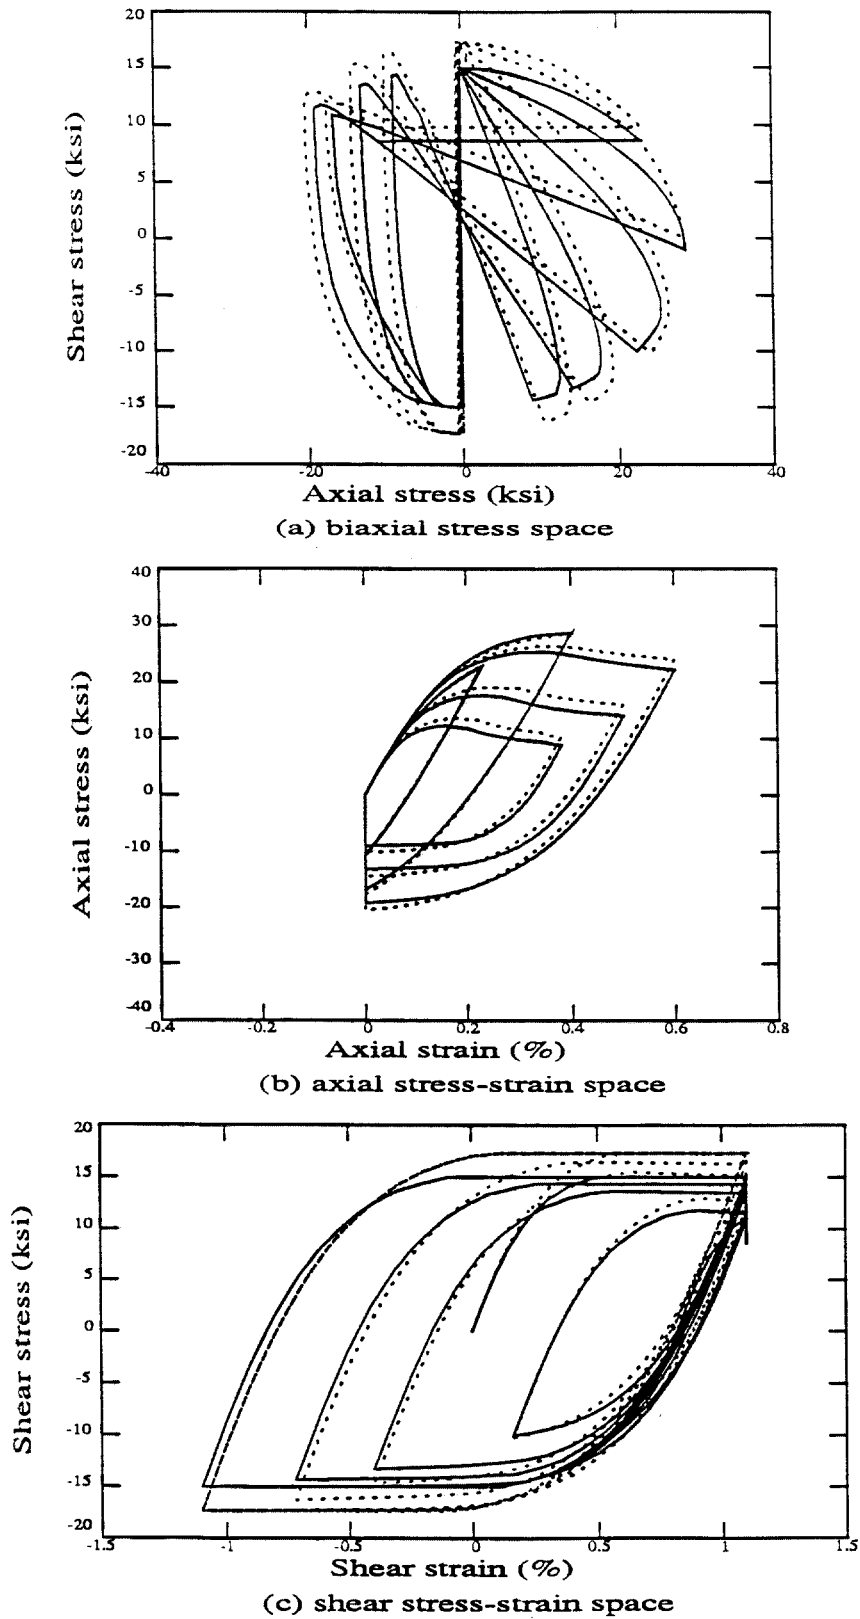 20
15
10
5
0
-5
-10
-15
-20
Shear stress (ksi)
-40 -20 0 20 40
Axial stress (ksi)
(a) biaxial stress space
40
30
20
10
0
-10
-20
-30
-40
Axial stress (ksi)
-0.4 -0.2 0 0.2 0.4 0.6 0.8
Axial strain (%)
(b) axial stress-strain space
20
15
10
5
0
-5
-10
-15
-20
Shear stress (ksi)
-1.5 -1 -0.5 0 0.5 1 1.5
Shear strain (%)
(c) shear stress-strain space